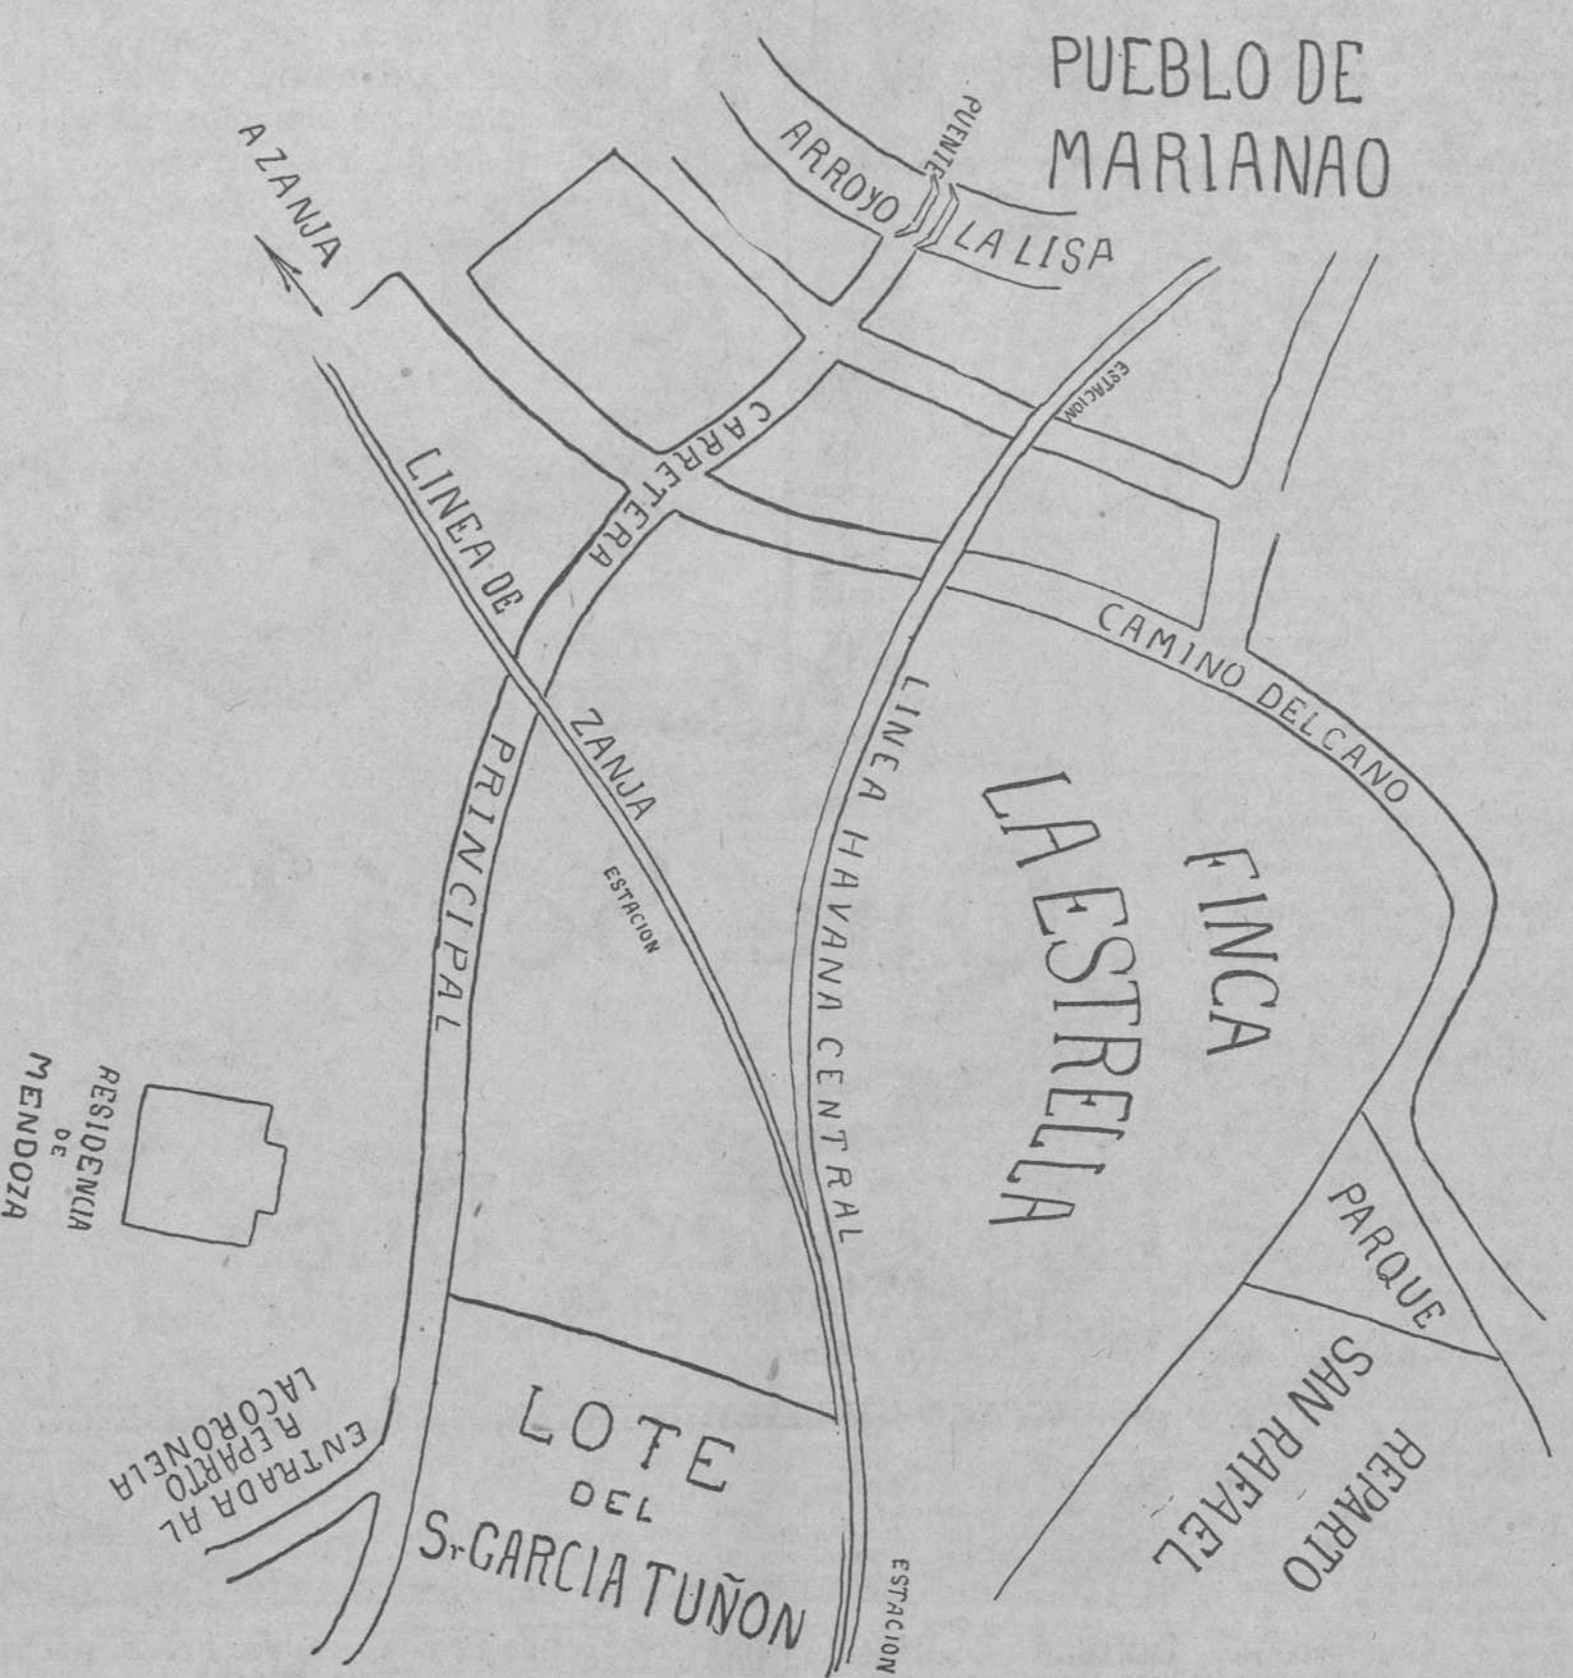 PUEBLO DE
MARIANAO
PUENTE
ARROYO
LA LISA
A ZANJA
ESTACION
CARRETERA
PRINCIPAL
LINEA DE
ZANJA
ESTACION
LINEA HAVANA CENTRAL
CAMINO DEL CANO
FINCA
LA ESTRELLA
PARQUE
REPARTO
SAN RAFAEL
RESIDENCIA
DE
MENDOZA
ENTRADA AL
REPARTO
LA CORONELA
LOTE
DEL
Sr GARCIA TUÑON
ESTACION